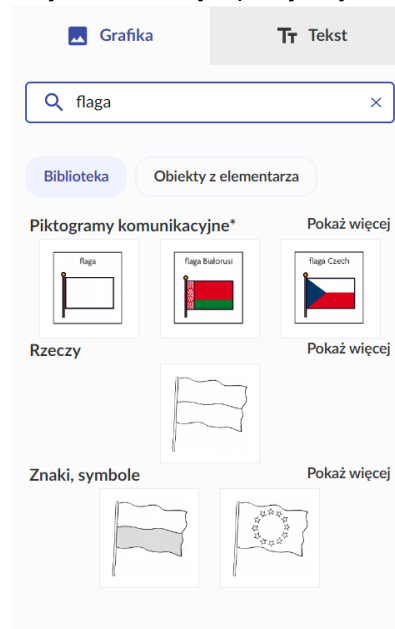 Grafika
Tekst
flaga
Biblioteka
Obiekty z elementarza
Piktogramy komunikacyjne*
Pokaż więcej
flaga
flaga Białorusi
flaga Czech
Rzeczy
Pokaż więcej
Znaki, symbole
Pokaż więcej